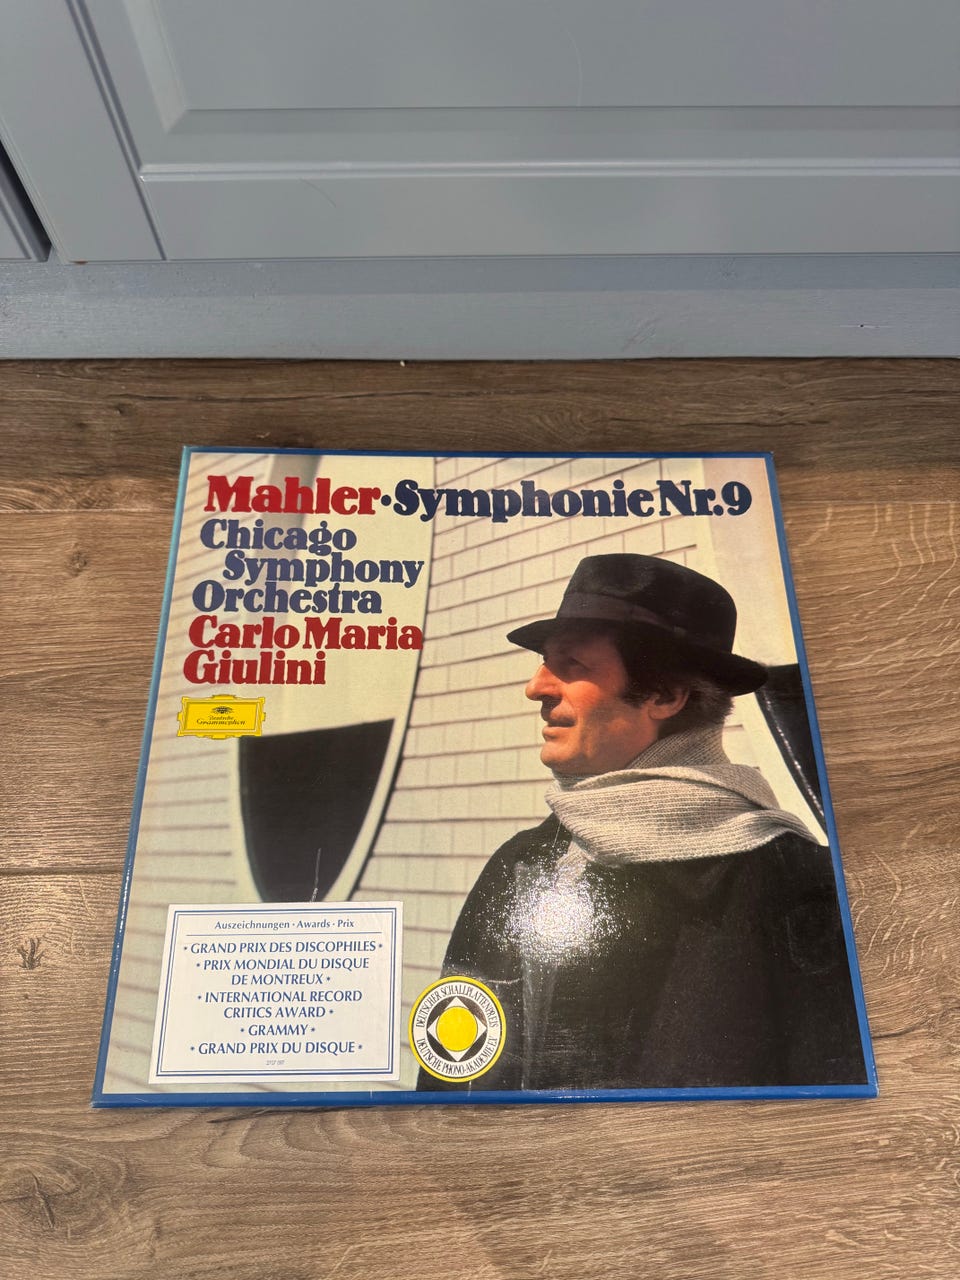 Mahler·Symphonie Nr.9
Chicago
Symphony
Orchestra
Carlo Maria
Giulini
Deutsche
Grammophon
Auszeichnungen · Awards · Prix
* GRAND PRIX DES DISCOPHILES *
* PRIX MONDIAL DU DISQUE
DE MONTREUX *
* INTERNATIONAL RECORD
CRITICS AWARD *
* GRAMMY *
* GRAND PRIX DU DISQUE *
DEUTSCHER SCHALLPLATTENPREIS
DEUTSCHE PHONO-AKADEMIE E.V.